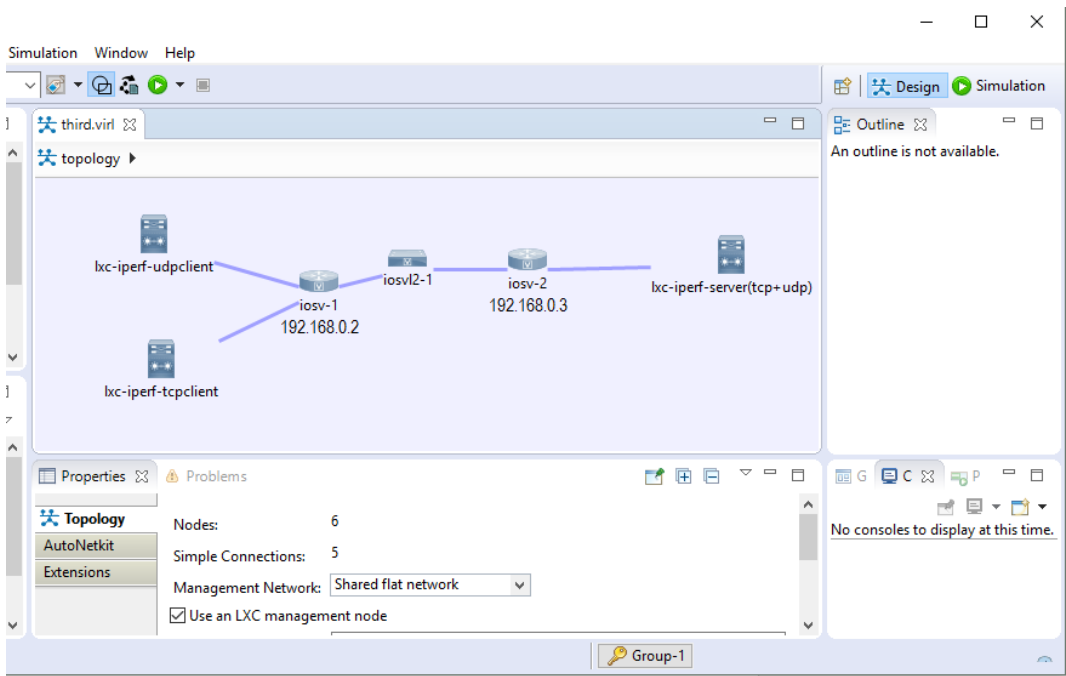 Simulation Window Help
Design Simulation
third.virl
topology
Outline
An outline is not available.
lxc-iperf-udpclient
iosvl2-1
iosv-2
192.168.0.3
lxc-iperf-server(tcp+udp)
iosv-1
192.168.0.2
lxc-iperf-tcpclient
Properties Problems
G C P
Topology
AutoNetkit
Extensions
Nodes: 6
Simple Connections: 5
Management Network: Shared flat network
Use an LXC management node
No consoles to display at this time.
Group-1